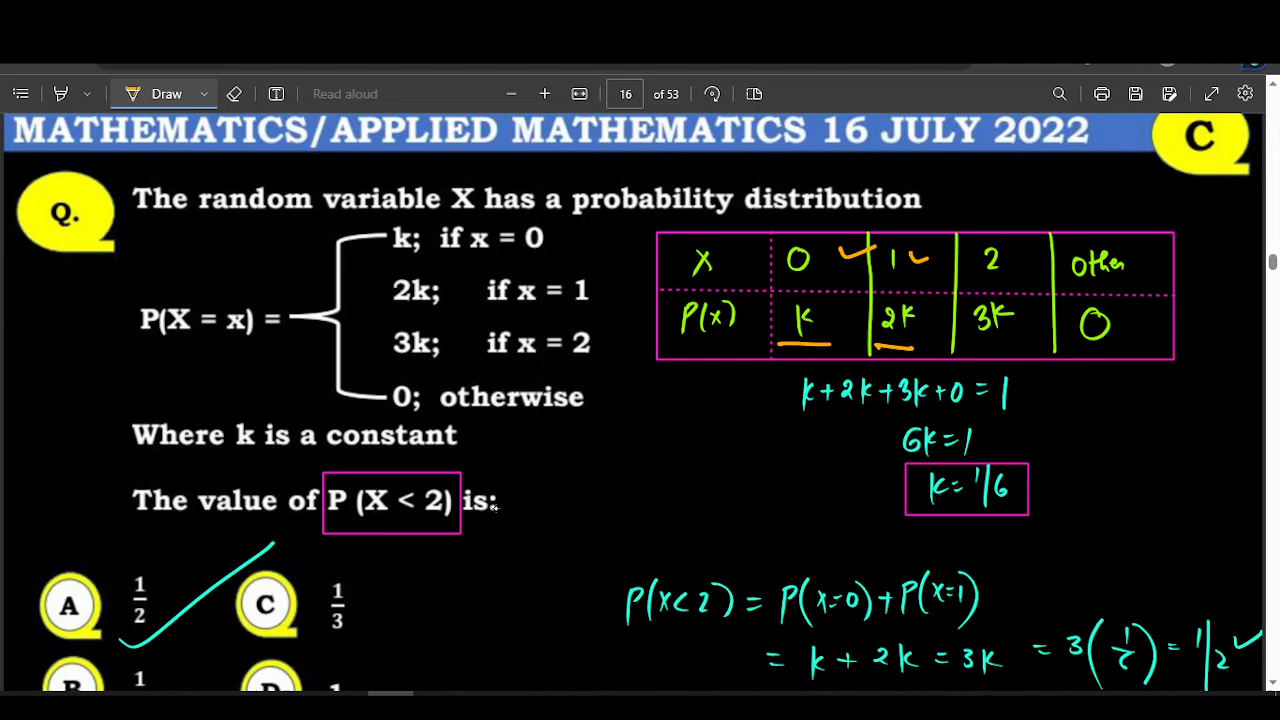 Draw
Read aloud
16 of 53
MATHEMATICS/APPLIED MATHEMATICS 16 JULY 2022
C
Q.
The random variable X has a probability distribution
P(X = x) =
k; if x = 0
2k; if x = 1
3k; if x = 2
0; otherwise
X 0 1 2 other
P(x) k 2k 3k 0
k+2k+3k+0 = 1
6k=1
k= 1/6
Where k is a constant
The value of P (X < 2) is:
A 1/2
C 1/3
B 1
D 1
P(x<2) = P(x=0)+P(x=1)
= k + 2k = 3k = 3(1/6) = 1/2